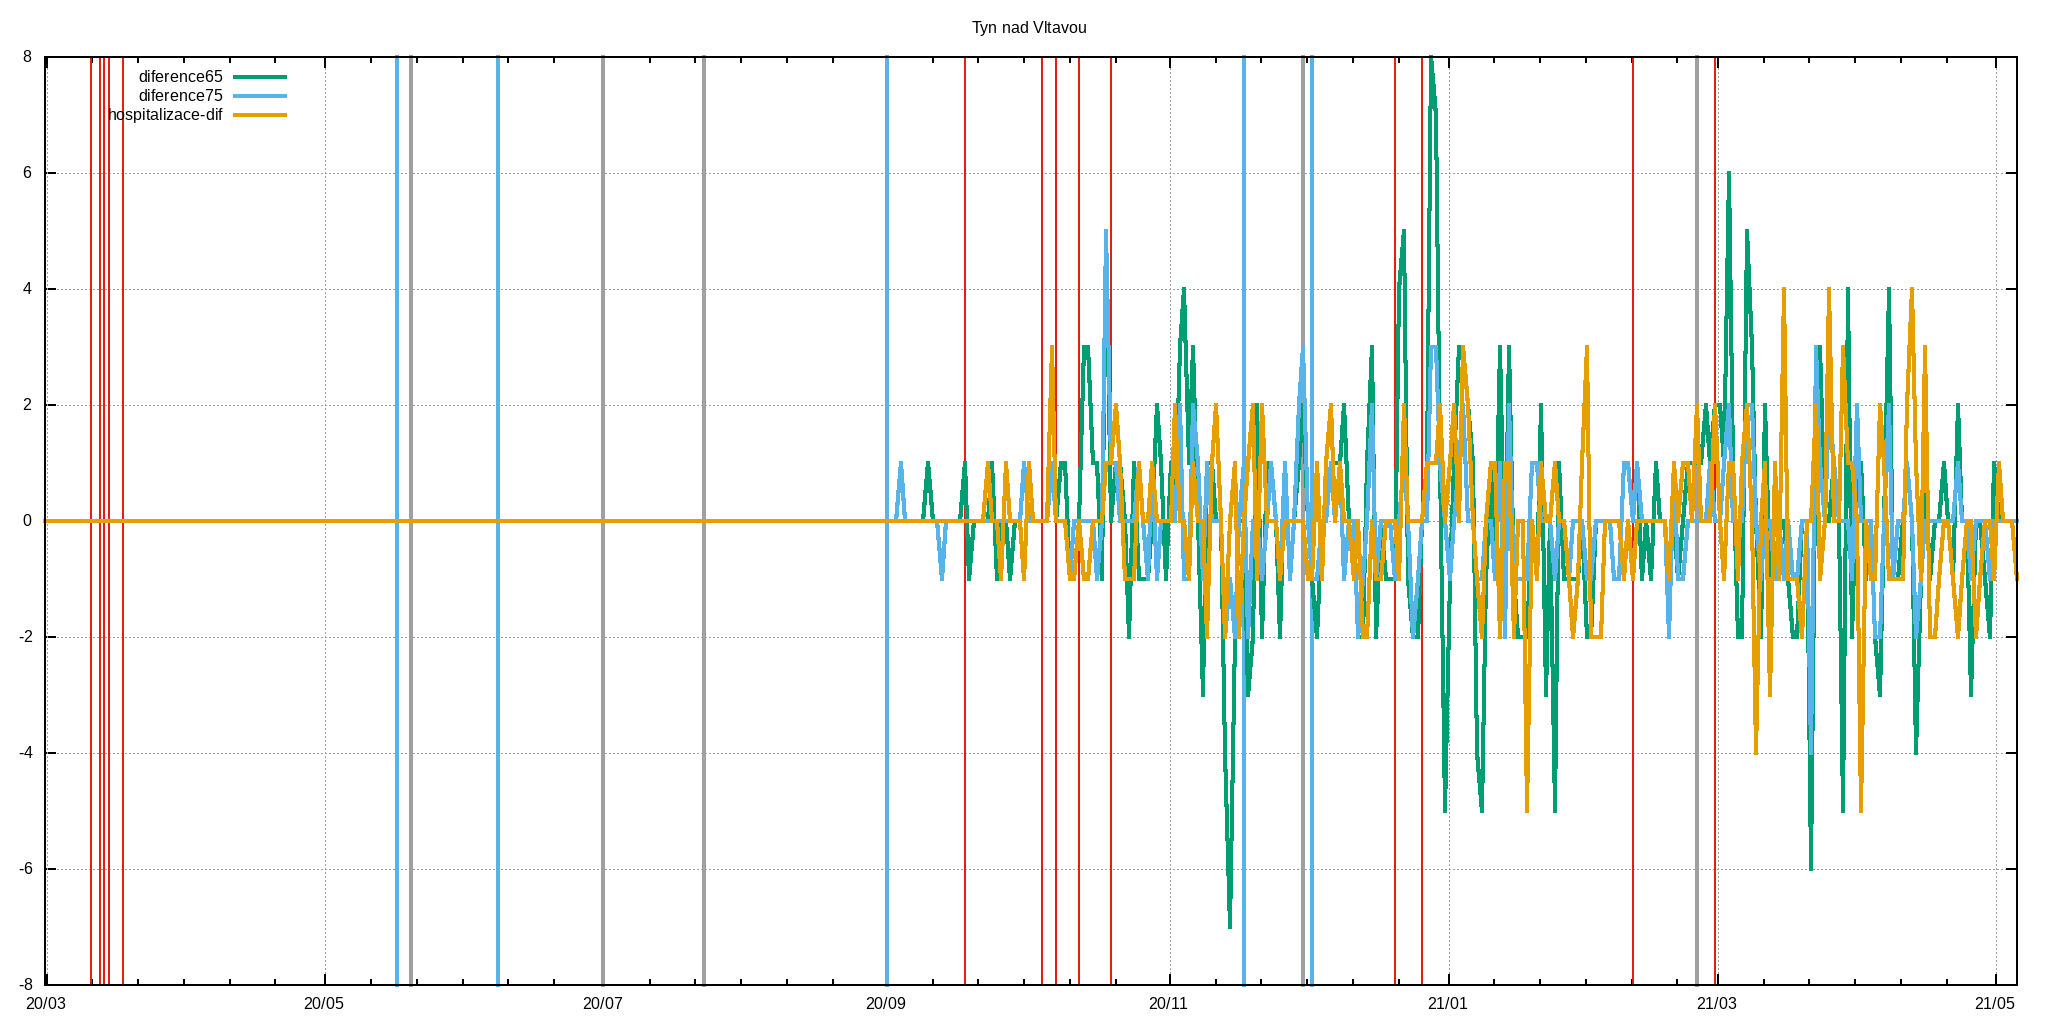 Tyn nad Vltavou
diference65
diference75
hospitalizace-dif
8
6
4
2
0
-2
-4
-6
-8
20/03 20/05 20/07 20/09 20/11 21/01 21/03 21/05